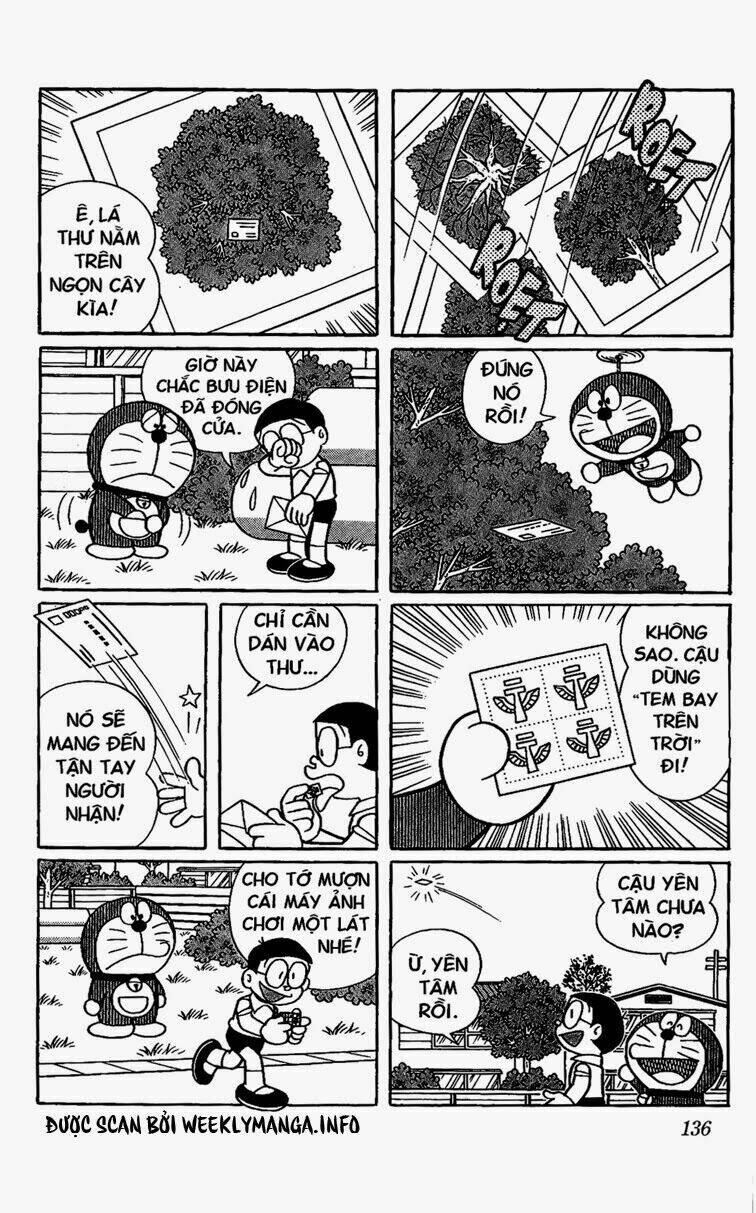 ROẸT
ROẸT
Ê, LÁ
THƯ NẰM
TRÊN
NGỌN CÂY
KÌA!
ĐÚNG
NÓ
RỒI!
GIỜ NÀY
CHẮC BƯU ĐIỆN
ĐÃ ĐÓNG
CỬA.
KHÔNG
SAO. CẬU
DÙNG
"TEM BAY
TRÊN
TRỜI"
ĐI!
CHỈ CẦN
DÁN VÀO
THƯ...
NÓ SẼ
MANG ĐẾN
TẬN TAY
NGƯỜI
NHẬN!
CẬU YÊN
TÂM CHƯA
NÀO?
Ừ, YÊN
TÂM
RỒI.
CHO TỚ MƯỢN
CÁI MÁY ẢNH
CHƠI MỘT LÁT
NHÉ!
ĐƯỢC SCAN BỞI WEEKLYMANGA.INFO
136